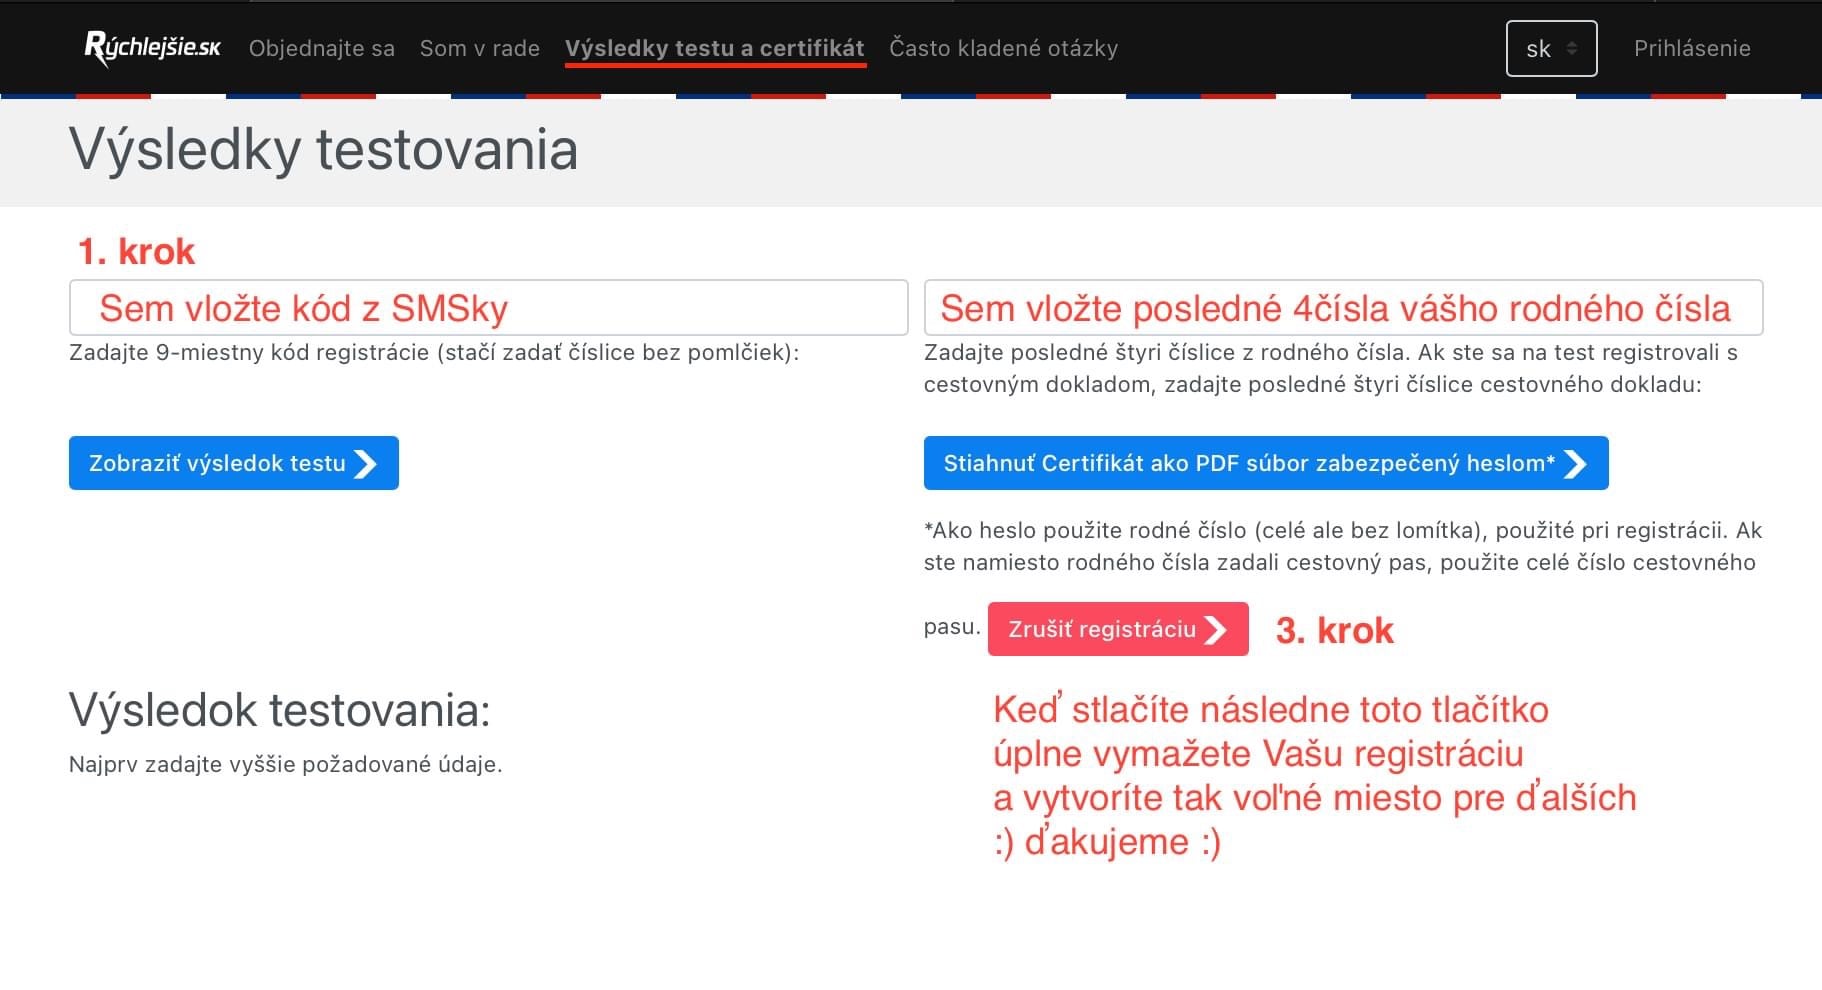 Rýchlejšie.sk Objednajte sa Som v rade Výsledky testu a certifikát Často kladené otázky sk Prihlásenie
Výsledky testovania
1. krok
Sem vložte kód z SMSky
Zadajte 9-miestny kód registrácie (stačí zadať číslice bez pomlčiek):
Sem vložte posledné 4čísla vášho rodného čísla
Zadajte posledné štyri číslice z rodného čísla. Ak ste sa na test registrovali s
cestovným dokladom, zadajte posledné štyri číslice cestovného dokladu:
Zobraziť výsledok testu
Stiahnuť Certifikát ako PDF súbor zabezpečený heslom*
*Ako heslo použite rodné číslo (celé ale bez lomítka), použité pri registrácii. Ak
ste namiesto rodného čísla zadali cestovný pas, použite celé číslo cestovného
pasu. Zrušiť registráciu 3. krok
Výsledok testovania:
Najprv zadajte vyššie požadované údaje.
Keď stlačíte následne toto tlačítko
úplne vymažete Vašu registráciu
a vytvoríte tak voľné miesto pre ďalších
:) ďakujeme :)